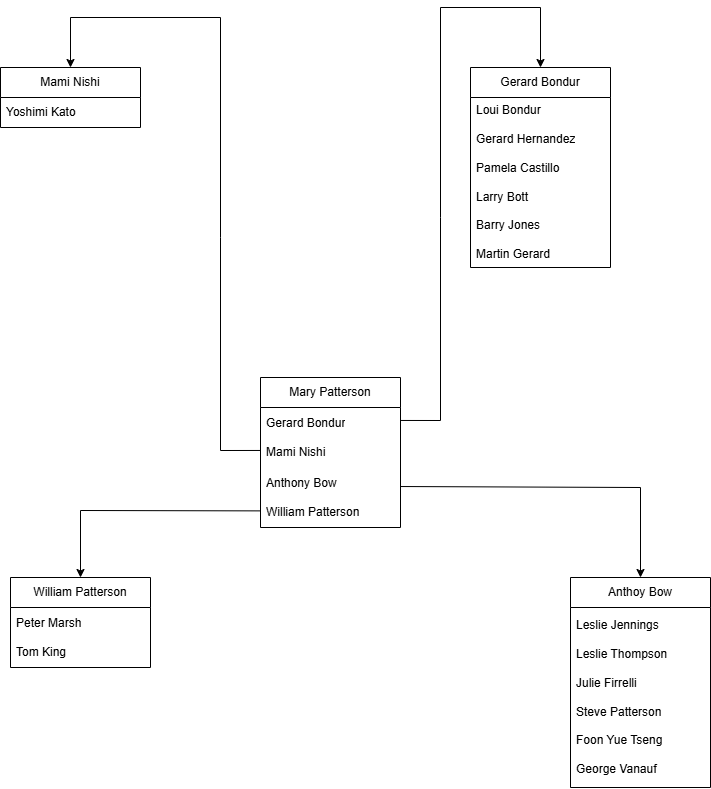 Mami Nishi
Yoshimi Kato
Gerard Bondur
Loui Bondur
Gerard Hernandez
Pamela Castillo
Larry Bott
Barry Jones
Martin Gerard
Mary Patterson
Gerard Bondur
Mami Nishi
Anthony Bow
William Patterson
William Patterson
Peter Marsh
Tom King
Anthoy Bow
Leslie Jennings
Leslie Thompson
Julie Firrelli
Steve Patterson
Foon Yue Tseng
George Vanauf